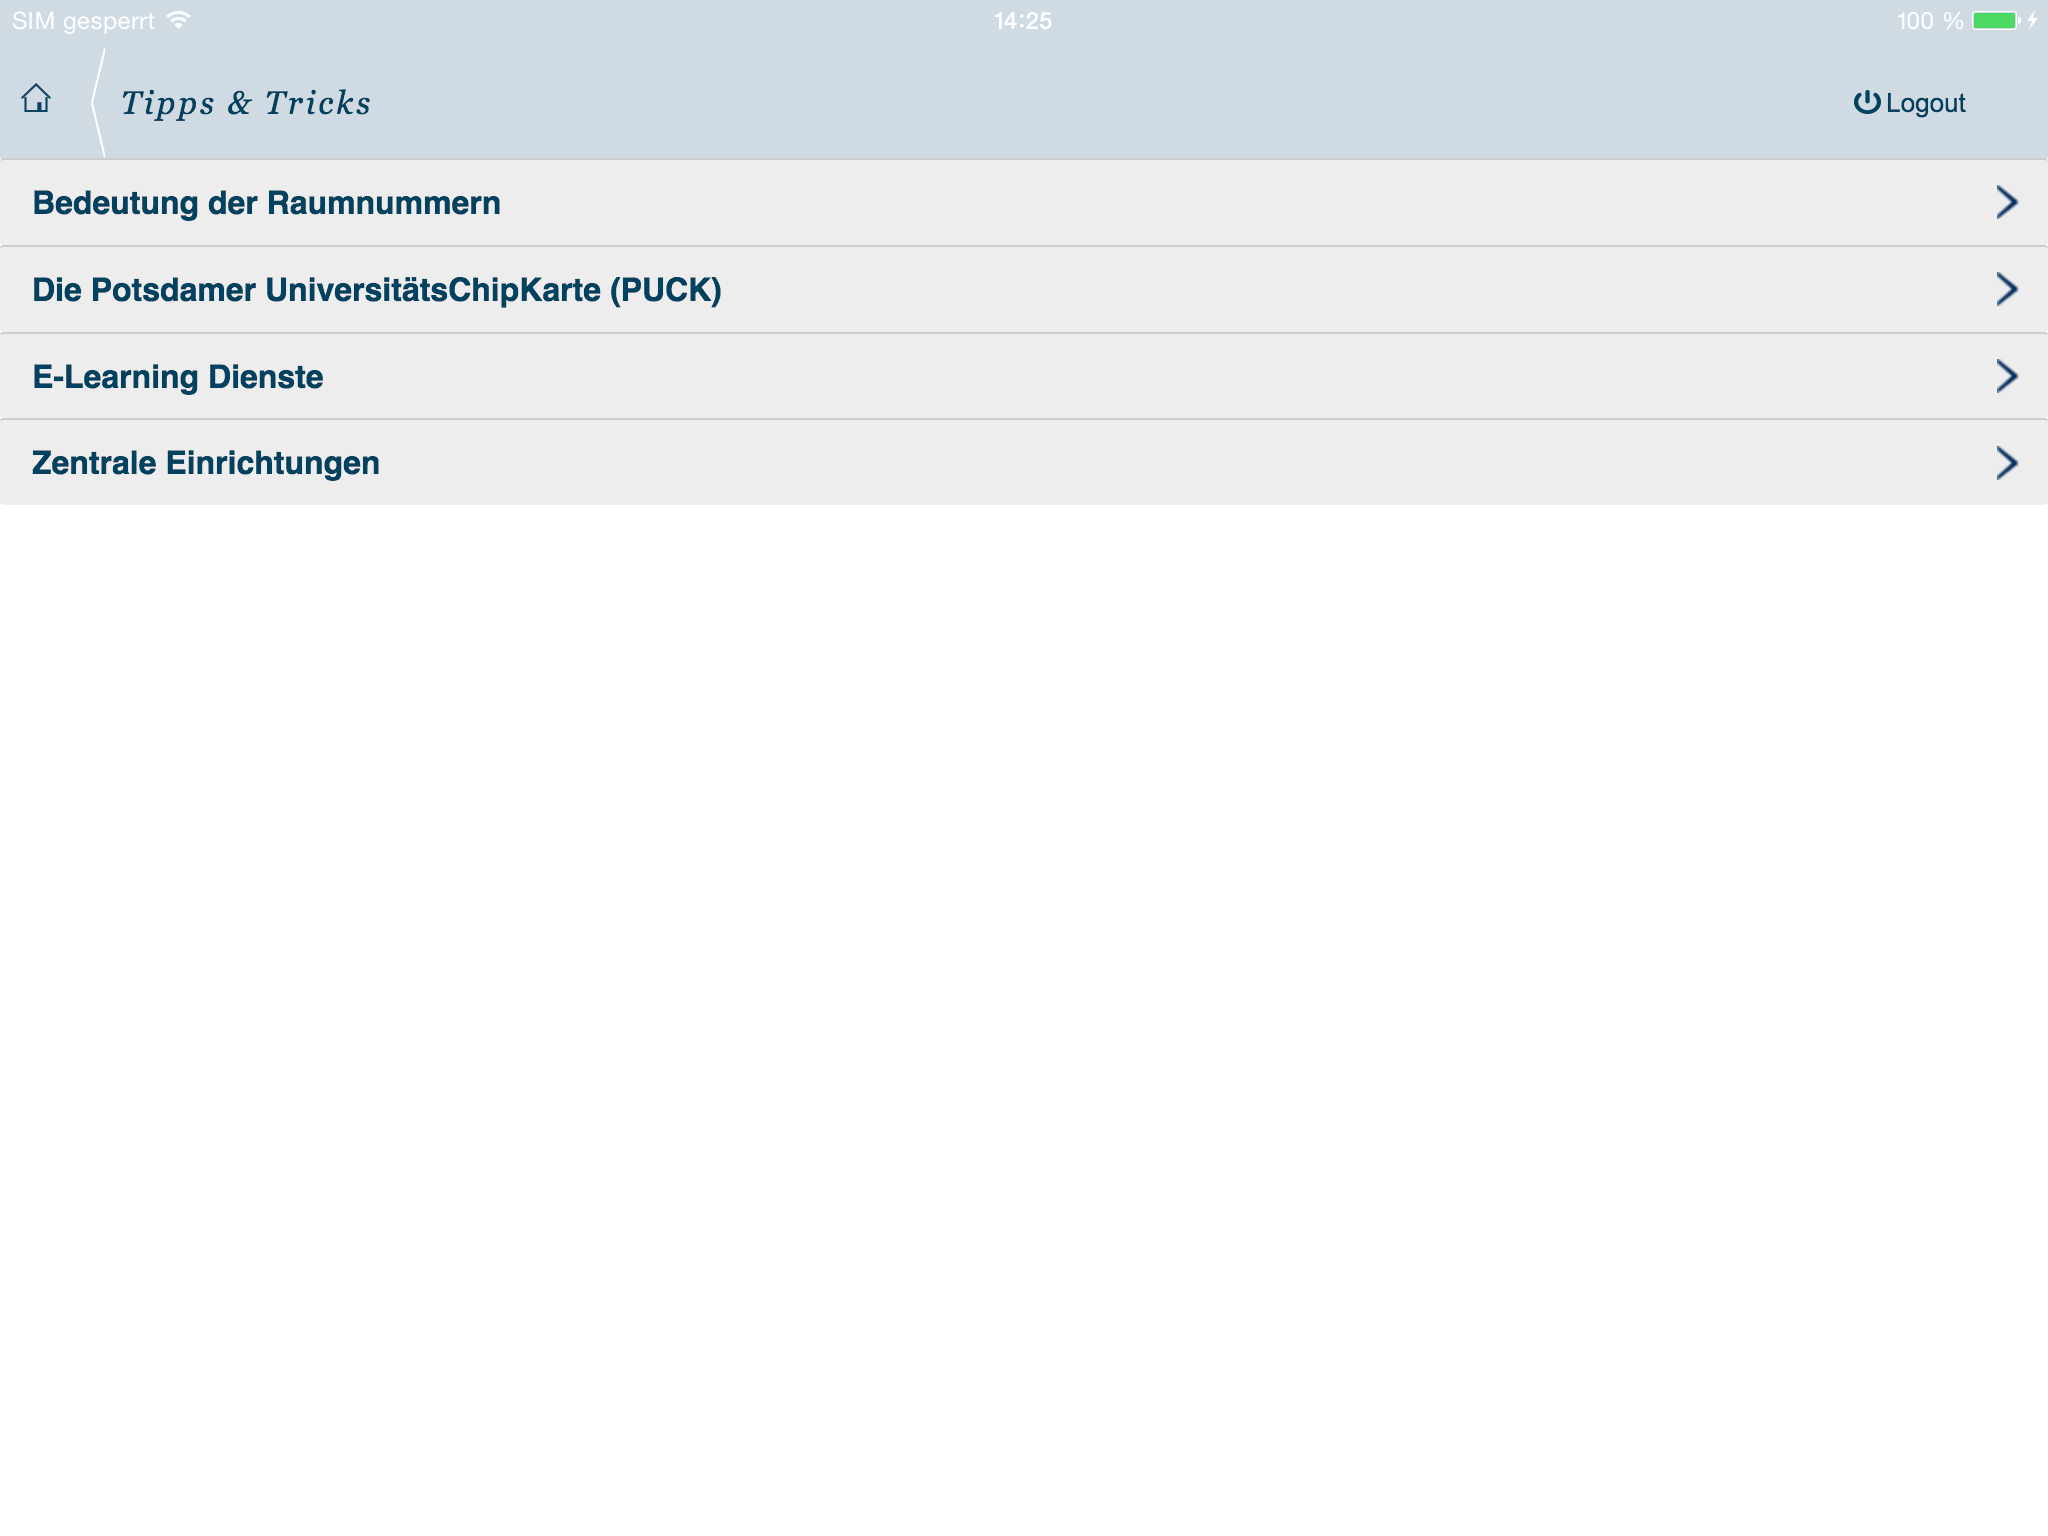 SIM gesperrt
14:25
100 %
Tipps & Tricks
Logout
Bedeutung der Raumnummern
Die Potsdamer UniversitätsChipKarte (PUCK)
E-Learning Dienste
Zentrale Einrichtungen